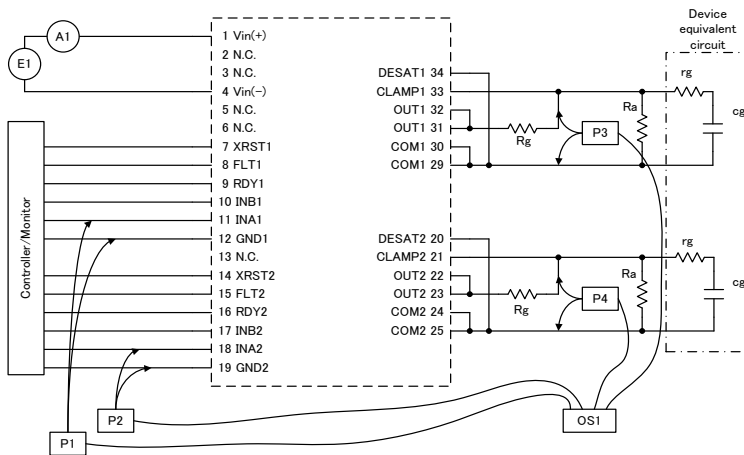 Device
equivalent
circuit
A1
E1
1 Vin(+)
2 N.C.
3 N.C.
4 Vin(-)
5 N.C.
6 N.C.
7 XRST1
8 FLT1
9 RDY1
10 INB1
11 INA1
12 GND1
13 N.C.
14 XRST2
15 FLT2
16 RDY2
17 INB2
18 INA2
19 GND2
Controller/Monitor
DESAT1 34
CLAMP1 33
OUT1 32
OUT1 31
COM1 30
COM1 29
DESAT2 20
CLAMP2 21
OUT2 22
OUT2 23
COM2 24
COM2 25
Rg
P3
Ra
rg
cg
Rg
P4
Ra
rg
cg
P2
P1
OS1